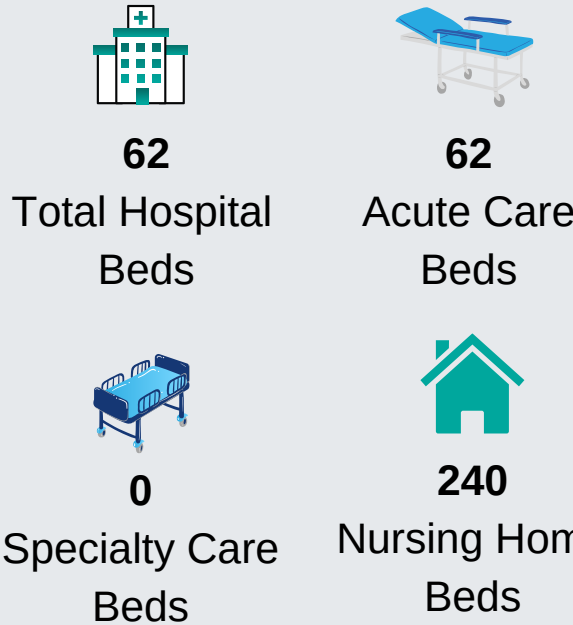 62
Total Hospital
Beds
62
Acute Care
Beds
0
Specialty Care
Beds
240
Nursing Hom
Beds